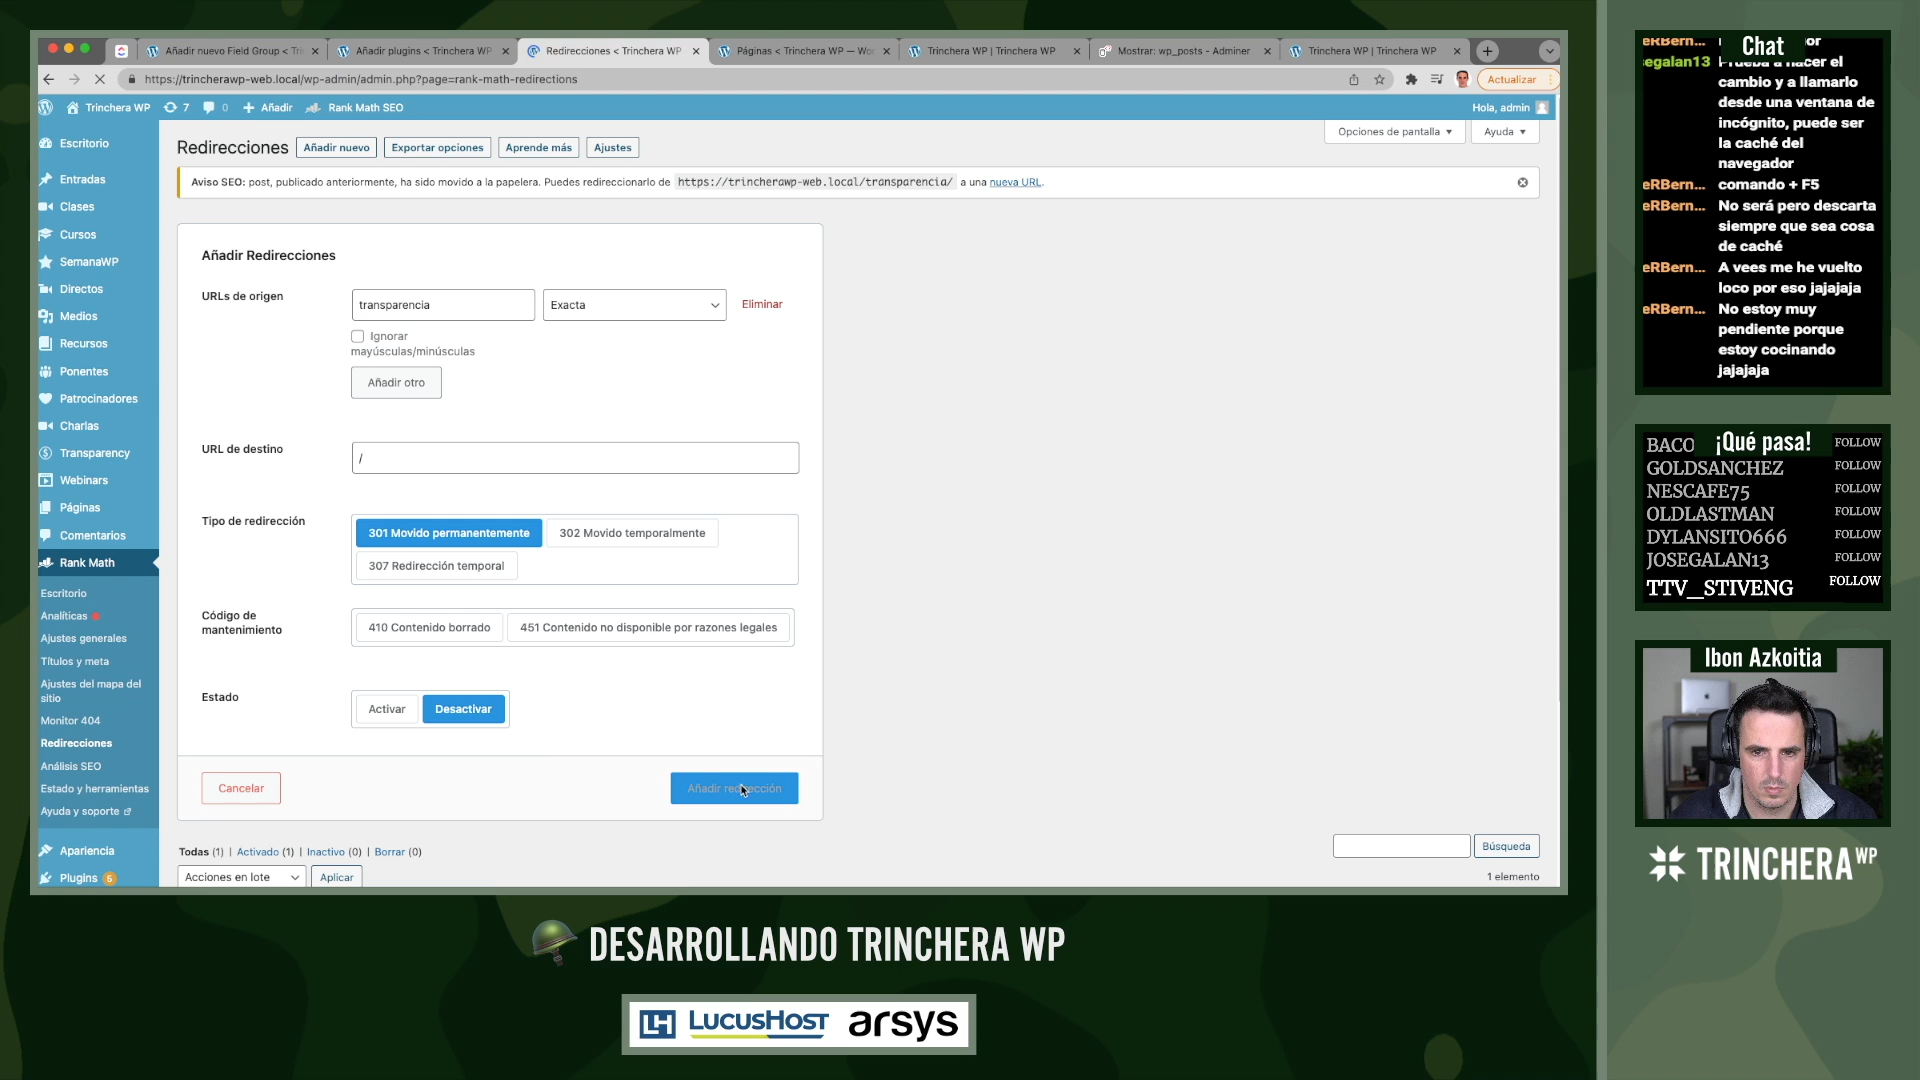 Añadir nuevo Field Group < Tri
Añadir plugins < Trinchera WP
Redirecciones < Trinchera WP
Páginas < Trinchera WP — Wo
Trinchera WP | Trinchera WP
Mostrar: wp_posts - Adminer
Trinchera WP | Trinchera WP
https://trincherawp-web.local/wp-admin/admin.php?page=rank-math-redirections
Actualizar
Trinchera WP 7 0 + Añadir Rank Math SEO
Hola, admin
Escritorio
Entradas
Clases
Cursos
SemanaWP
Directos
Medios
Recursos
Ponentes
Patrocinadores
Charlas
Transparency
Webinars
Páginas
Comentarios
Rank Math
Escritorio
Analíticas
Ajustes generales
Títulos y meta
Ajustes del mapa del
sitio
Monitor 404
Redirecciones
Análisis SEO
Estado y herramientas
Ayuda y soporte
Apariencia
Plugins 5
Opciones de pantalla ▼
Ayuda ▼
Redirecciones
Añadir nuevo
Exportar opciones
Aprende más
Ajustes
Aviso SEO: post, publicado anteriormente, ha sido movido a la papelera. Puedes redireccionarlo de https://trincherawp-web.local/transparencia/ a una nueva URL.
Añadir Redirecciones
URLs de origen
transparencia
Exacta
Eliminar
Ignorar
mayúsculas/minúsculas
Añadir otro
URL de destino
/
Tipo de redirección
301 Movido permanentemente
302 Movido temporalmente
307 Redirección temporal
Código de
mantenimiento
410 Contenido borrado
451 Contenido no disponible por razones legales
Estado
Activar
Desactivar
Cancelar
Añadir redirección
Todas (1) | Activado (1) | Inactivo (0) | Borrar (0)
Búsqueda
Acciones en lote
Aplicar
1 elemento
Chat
eRBern...
or
segalan13 Prueba a hacer el
cambio y a llamarlo
desde una ventana de
incógnito, puede ser
la caché del
navegador
eRBern... comando + F5
eRBern... No será pero descarta
siempre que sea cosa
de caché
eRBern... A vees me he vuelto
loco por eso jajajaja
eRBern... No estoy muy
pendiente porque
estoy cocinando
jajajaja
¡Qué pasa!
BACO FOLLOW
GOLDSANCHEZ FOLLOW
NESCAFE75 FOLLOW
OLDLASTMAN FOLLOW
DYLANSITO666 FOLLOW
JOSEGALAN13 FOLLOW
TTV_STIVENG FOLLOW
Ibon Azkoitia
TRINCHERA WP
DESARROLLANDO TRINCHERA WP
LH LUCUSHOST arsys